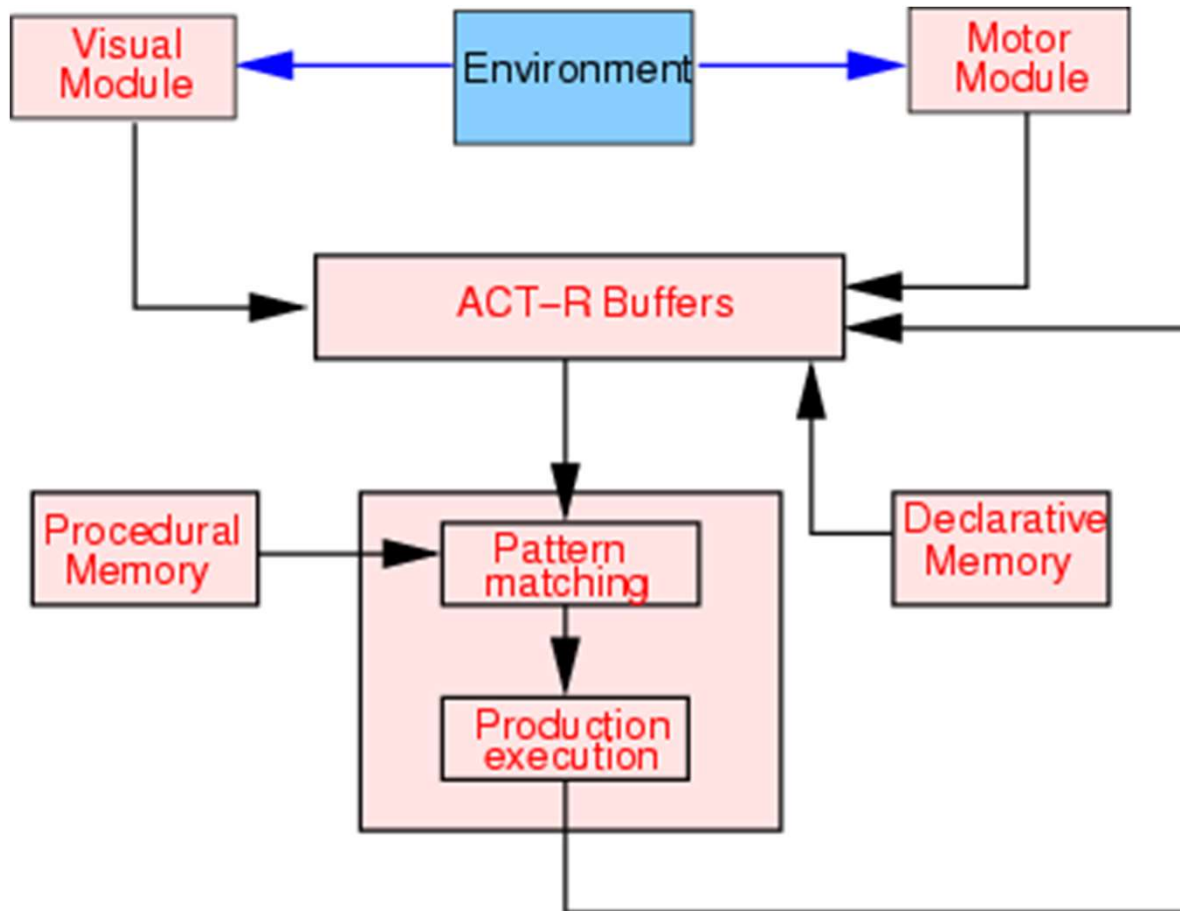 Visual
Module
Environment
Motor
Module
ACT–R Buffers
Procedural
Memory
Pattern
matching
Declarative
Memory
Production
execution